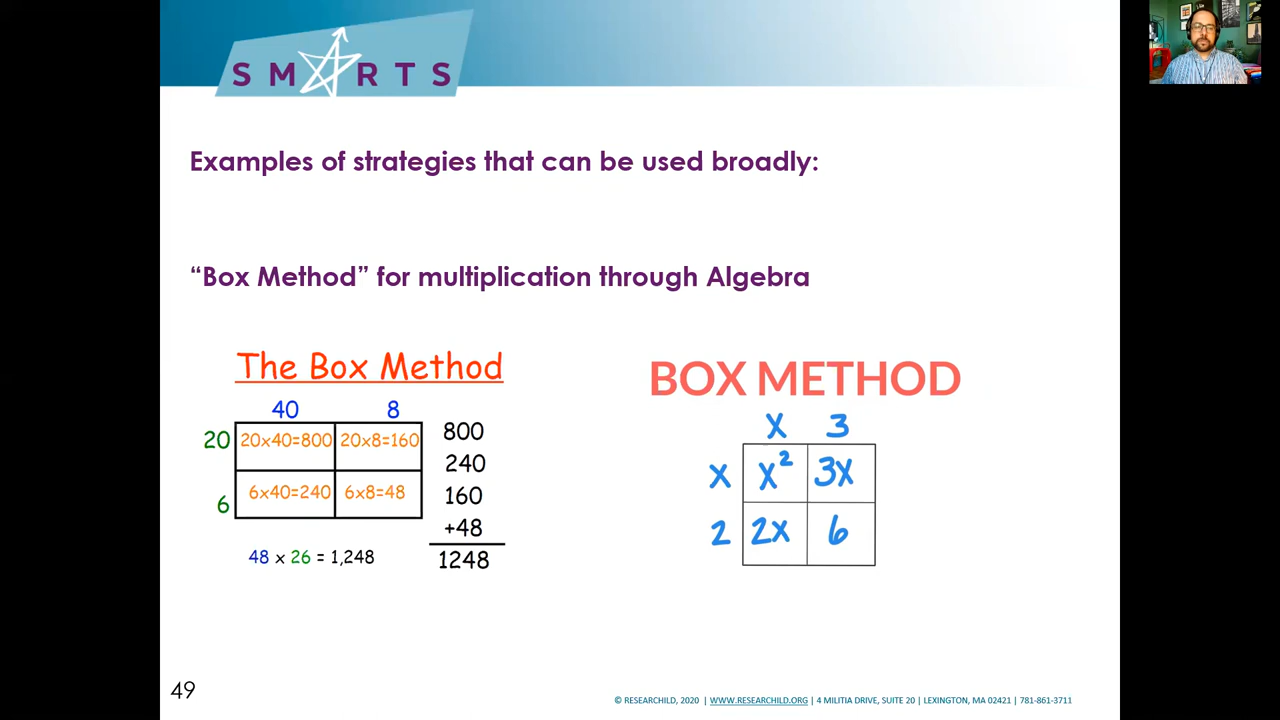 SMARTS
Examples of strategies that can be used broadly:
“Box Method” for multiplication through Algebra
The Box Method
40 8
20 20x40=800 20x8=160
6 6x40=240 6x8=48
48 x 26 = 1,248
800
240
160
+48
1248
BOX METHOD
X 3
X X² 3X
2 2X 6
49
© RESEARCHILD, 2020 | WWW.RESEARCHILD.ORG | 4 MILITIA DRIVE, SUITE 20 | LEXINGTON, MA 02421 | 781-861-3711